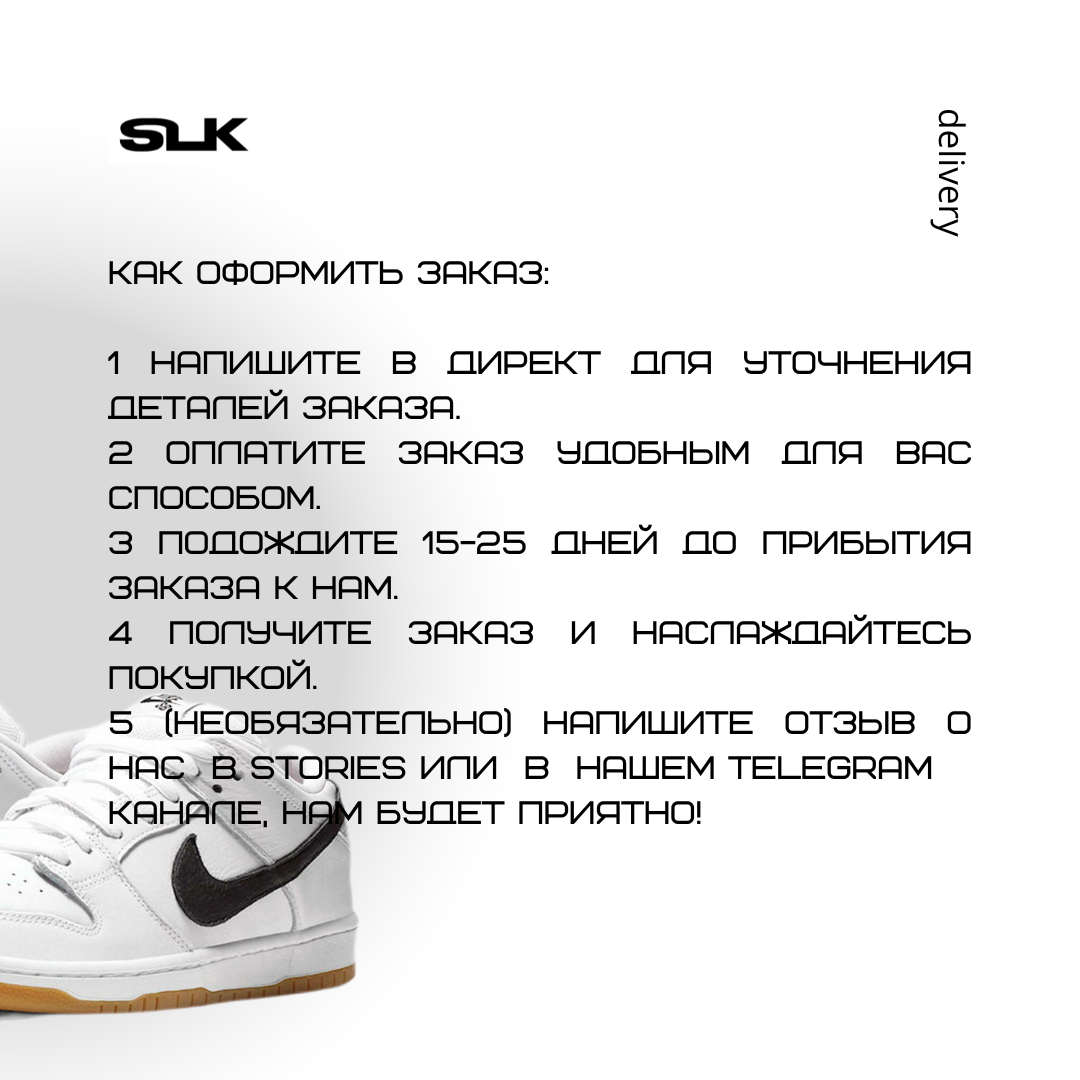 SLK
delivery
КАК ОФОРМИТЬ ЗАКАЗ:
1 НАПИШИТЕ В ДИРЕКТ ДЛЯ УТОЧНЕНИЯ
ДЕТАЛЕЙ ЗАКАЗА.
2 ОПЛАТИТЕ ЗАКАЗ УДОБНЫМ ДЛЯ ВАС
СПОСОБОМ.
3 ПОДОЖДИТЕ 15-25 ДНЕЙ ДО ПРИБЫТИЯ
ЗАКАЗА К НАМ.
4 ПОЛУЧИТЕ ЗАКАЗ И НАСЛАЖДАЙТЕСЬ
ПОКУПКОЙ.
5 (НЕОБЯЗАТЕЛЬНО) НАПИШИТЕ ОТЗЫВ О
НАС В STORIES ИЛИ В НАШЕМ TELEGRAM
КАНАЛЕ, НАМ БУДЕТ ПРИЯТНО!